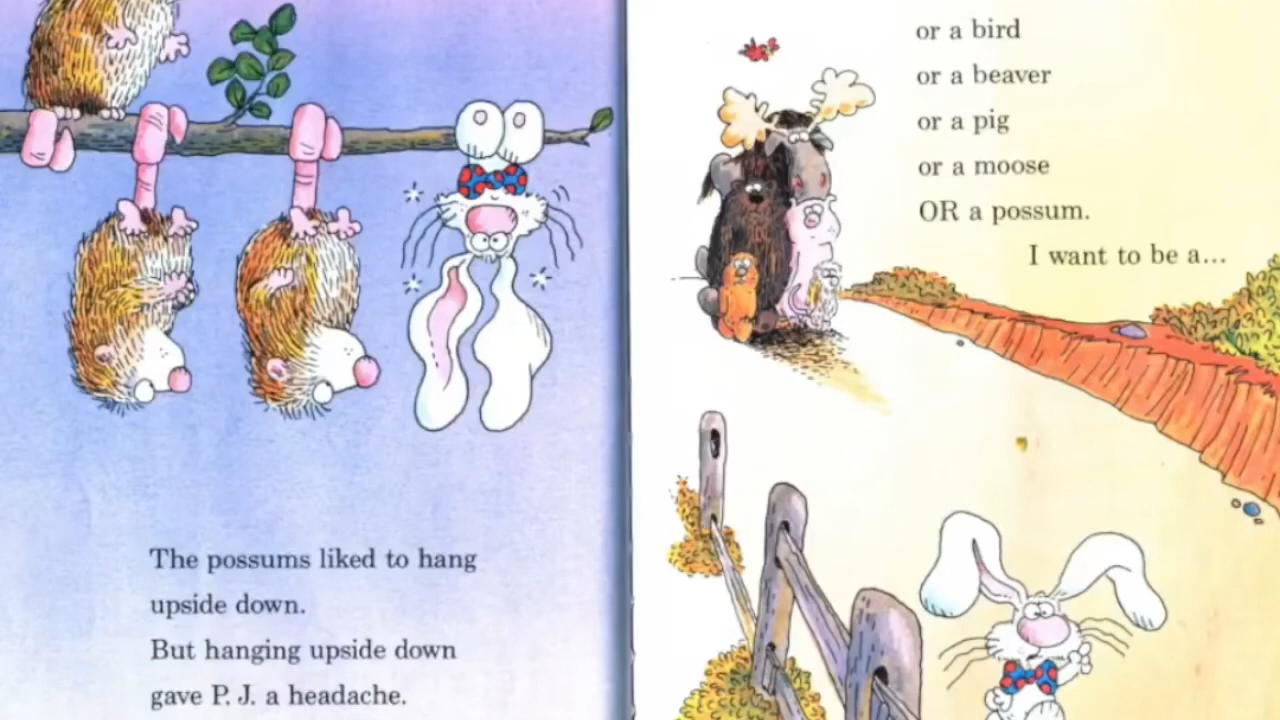 The possums liked to hang
upside down.
But hanging upside down
gave P. J. a headache.
or a bird
or a beaver
or a pig
or a moose
OR a possum.
I want to be a...